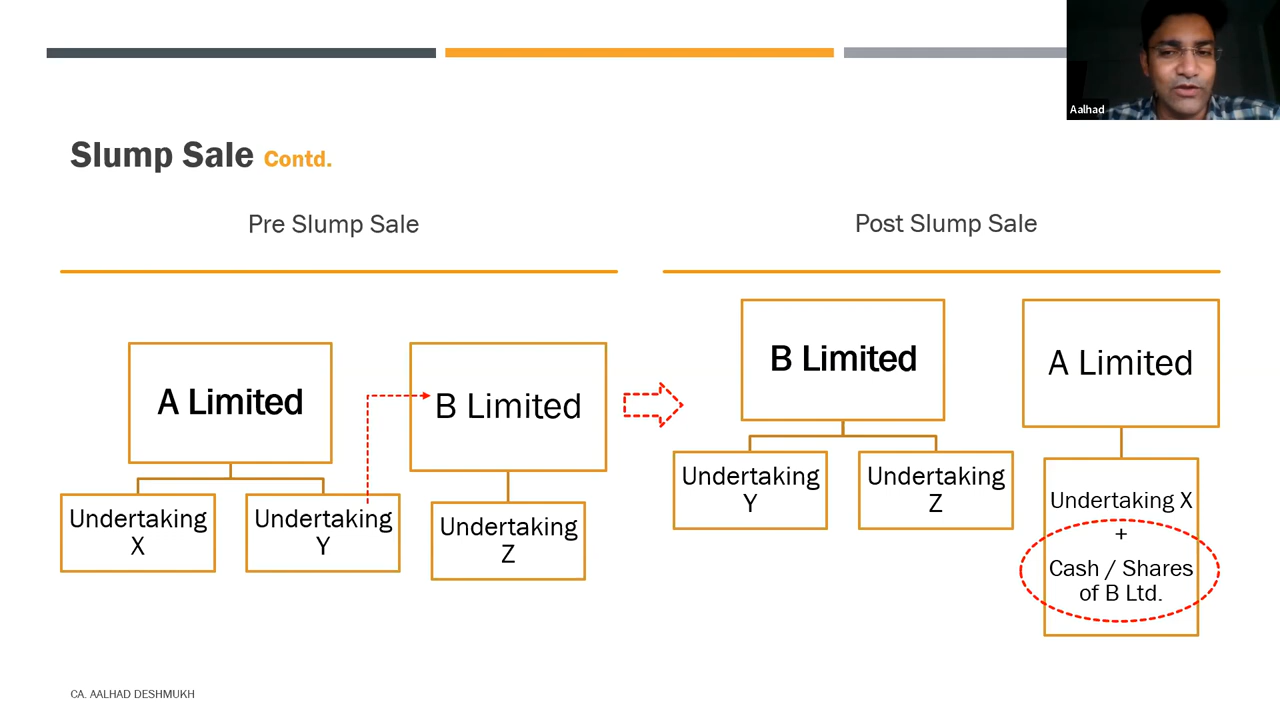 Aalhad
Slump Sale Contd.
Pre Slump Sale
A Limited
B Limited
Undertaking
X
Undertaking
Y
Undertaking
Z
Post Slump Sale
B Limited
A Limited
Undertaking
Y
Undertaking
Z
Undertaking X
+
Cash / Shares
of B Ltd.
CA. AALHAD DESHMUKH